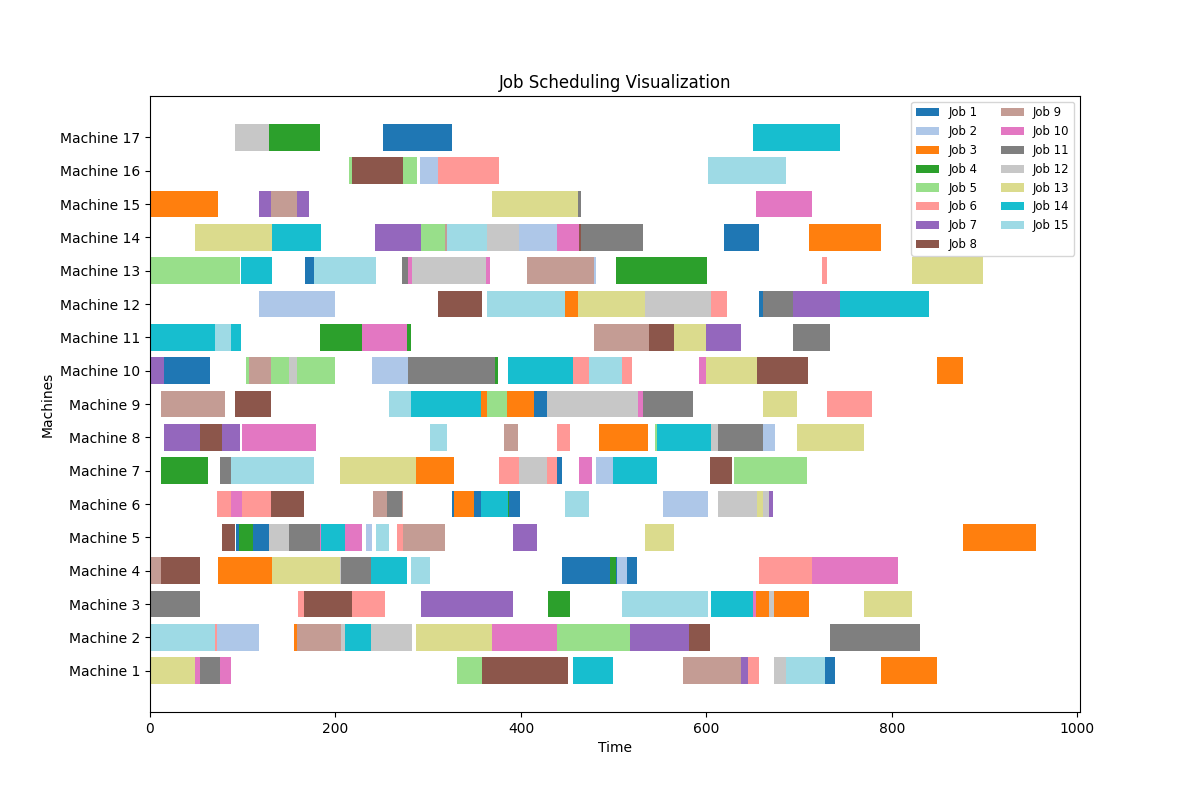 Job Scheduling Visualization
Machine 17
Machine 16
Machine 15
Machine 14
Machine 13
Machine 12
Machine 11
Machine 10
Machine 9
Machine 8
Machine 7
Machine 6
Machine 5
Machine 4
Machine 3
Machine 2
Machine 1
Machines
0 200 400 600 800 1000
Time
Job 1
Job 2
Job 3
Job 4
Job 5
Job 6
Job 7
Job 8
Job 9
Job 10
Job 11
Job 12
Job 13
Job 14
Job 15